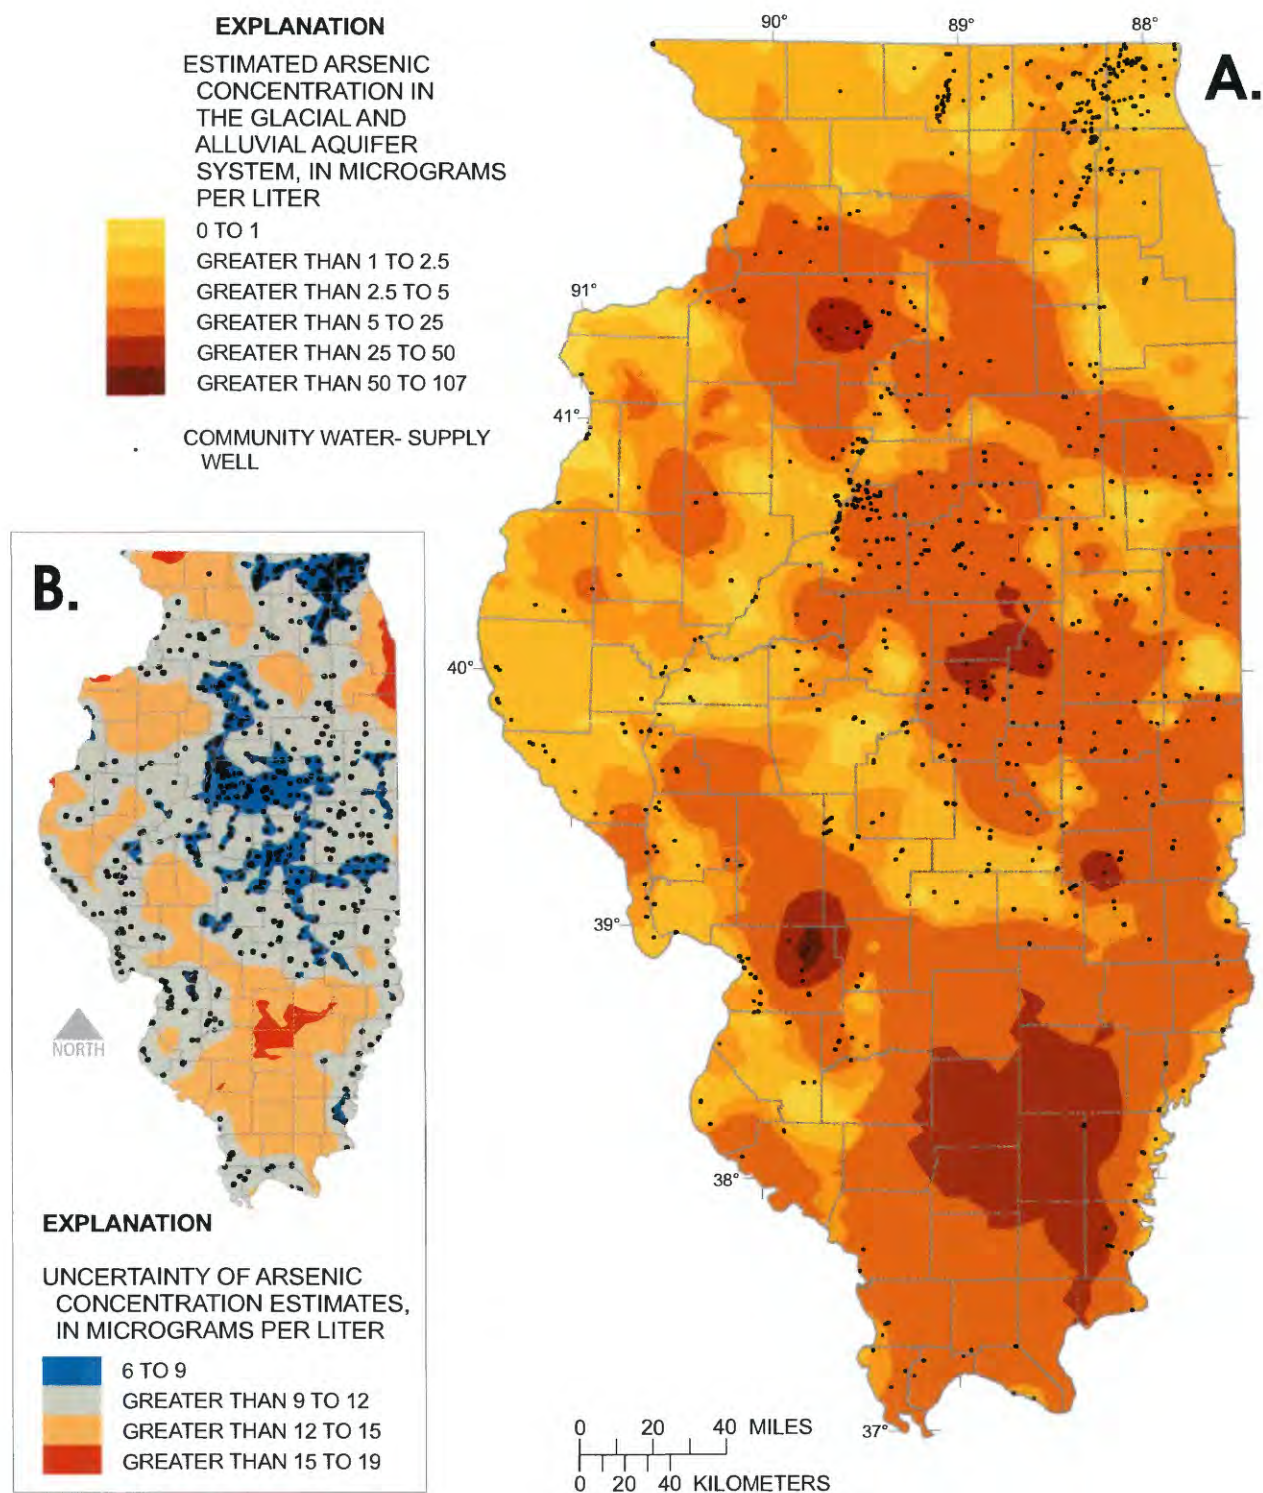 EXPLANATION
ESTIMATED ARSENIC
CONCENTRATION IN
THE GLACIAL AND
ALLUVIAL AQUIFER
SYSTEM, IN MICROGRAMS
PER LITER
0 TO 1
GREATER THAN 1 TO 2.5
GREATER THAN 2.5 TO 5
GREATER THAN 5 TO 25
GREATER THAN 25 TO 50
GREATER THAN 50 TO 107
COMMUNITY WATER- SUPPLY
WELL
90° 89° 88°
A.
91°
41°
40°
39°
38°
37°
0 20 40 MILES
0 20 40 KILOMETERS
B.
NORTH
EXPLANATION
UNCERTAINTY OF ARSENIC
CONCENTRATION ESTIMATES,
IN MICROGRAMS PER LITER
6 TO 9
GREATER THAN 9 TO 12
GREATER THAN 12 TO 15
GREATER THAN 15 TO 19